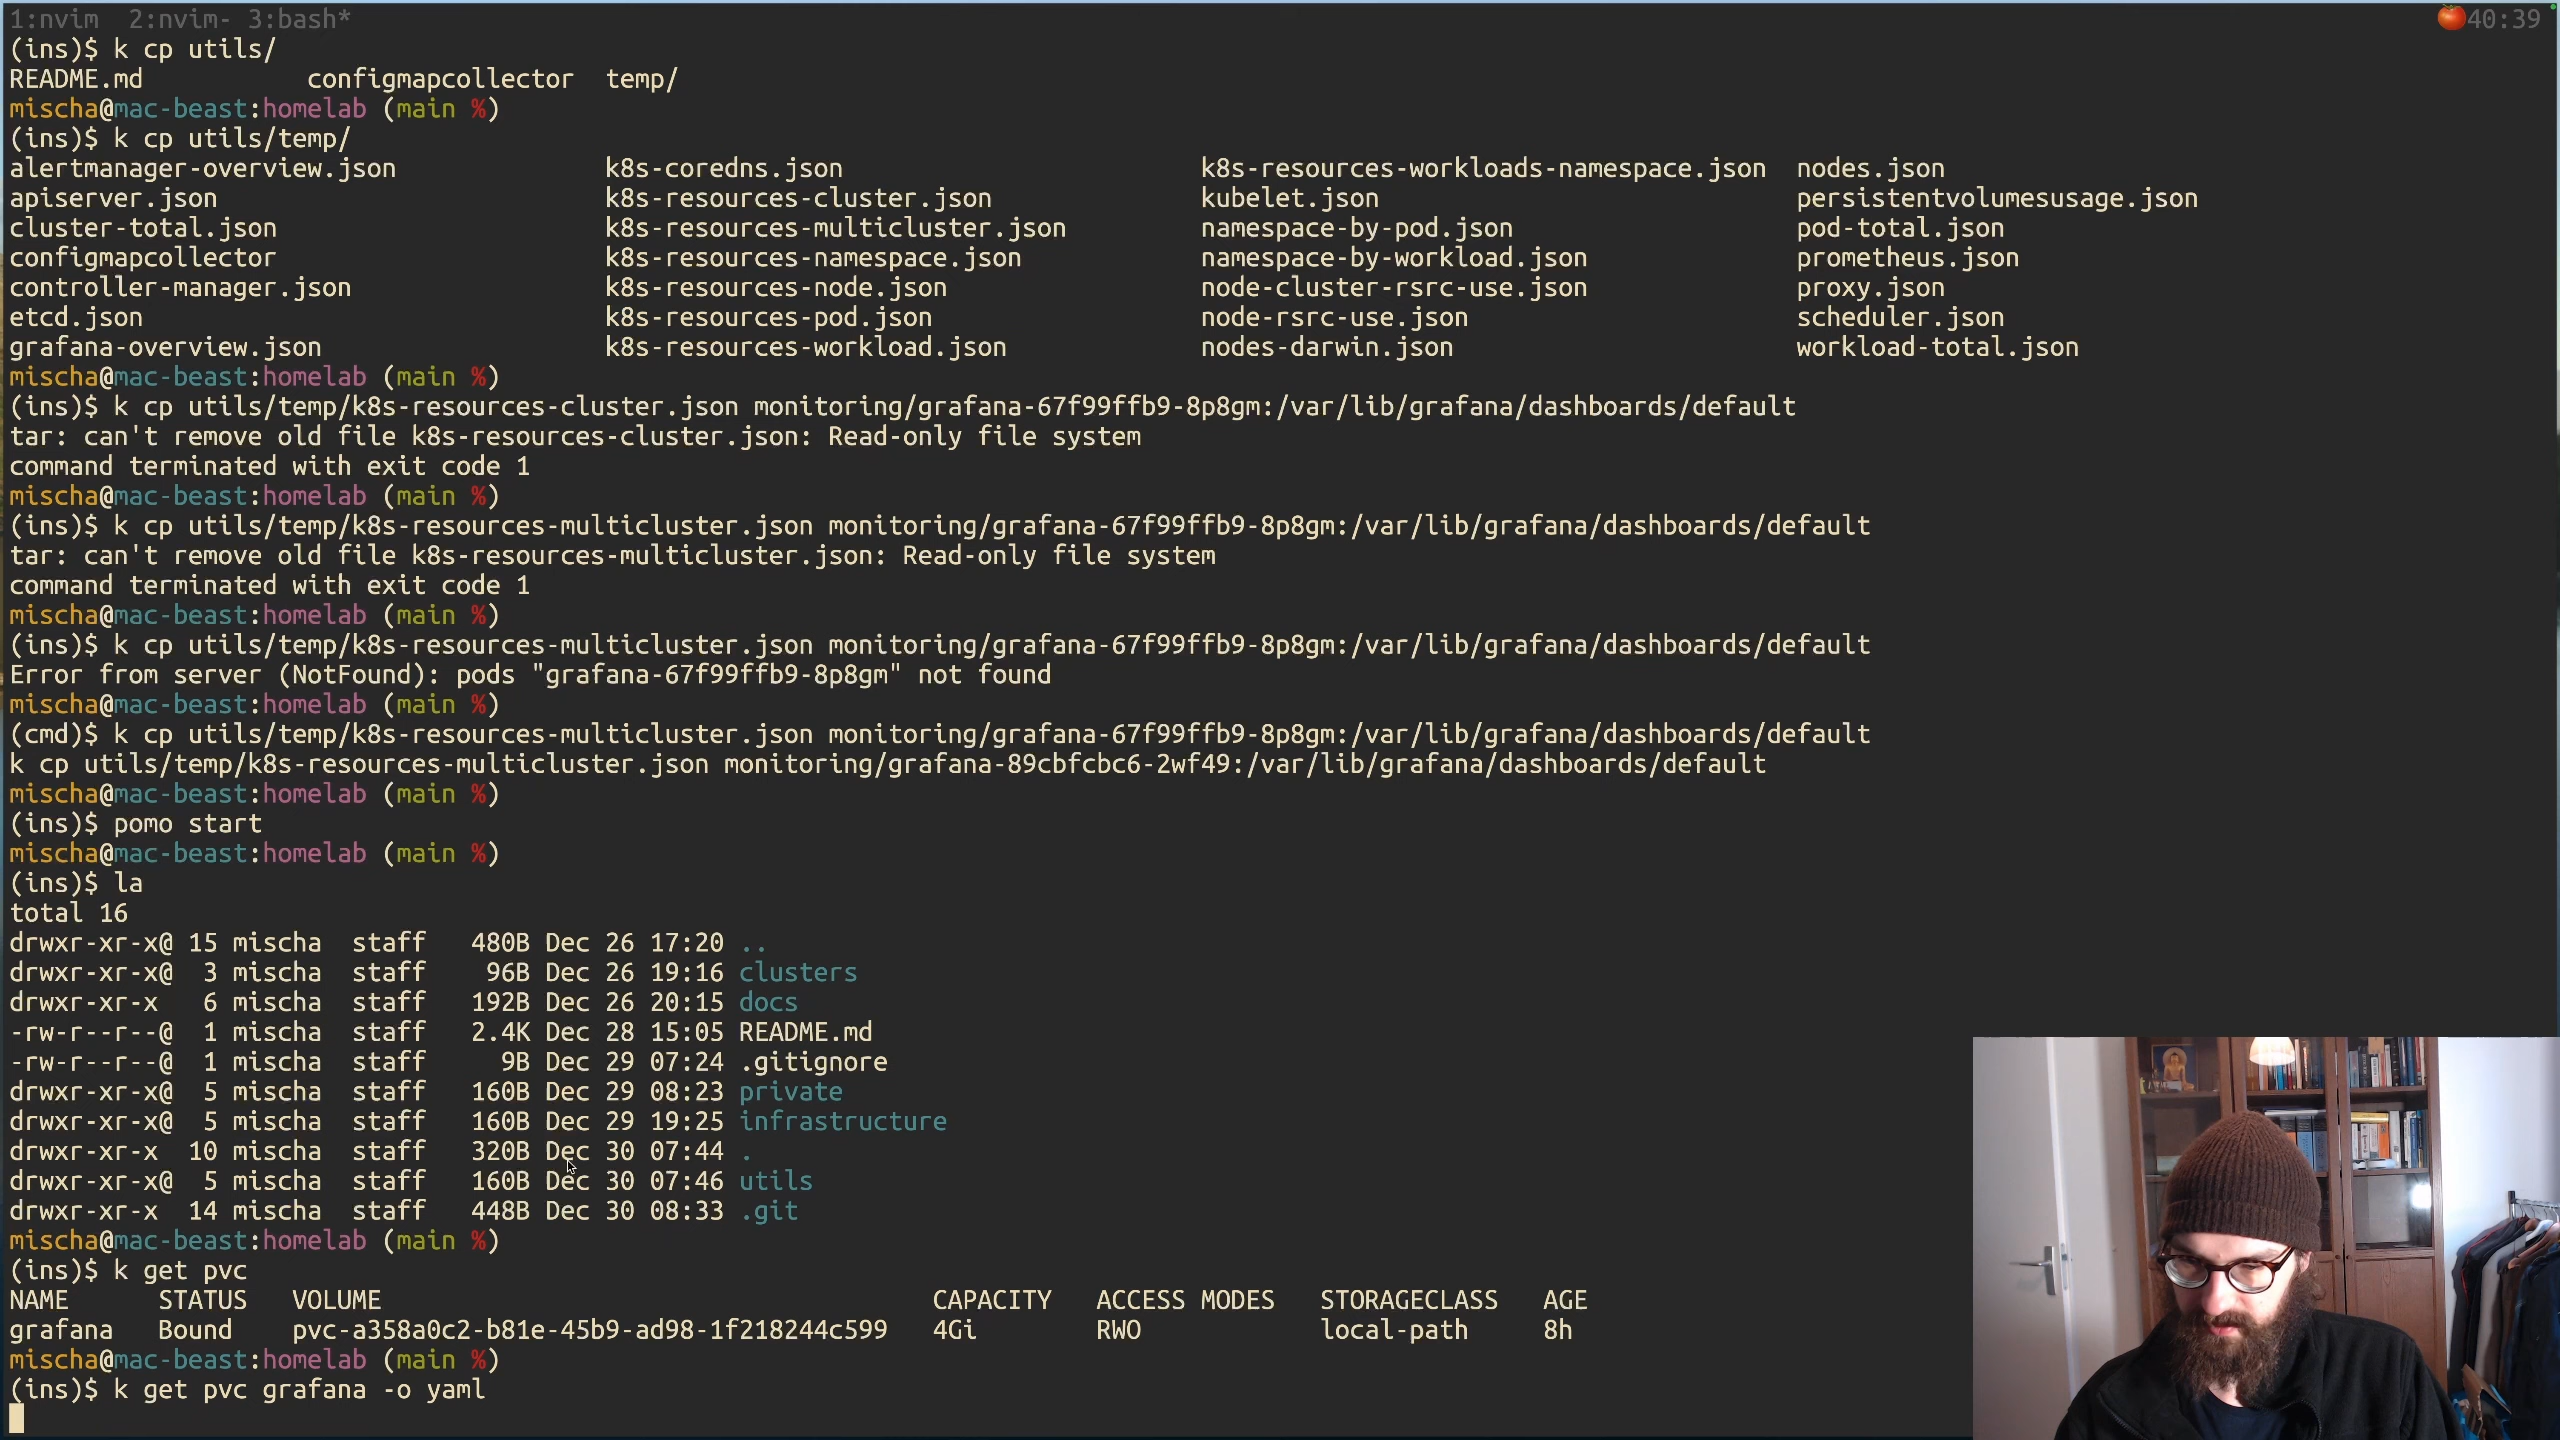 1:nvim  2:nvim- 3:bash* 40:39
(ins)$ k cp utils/
README.md           configmapcollector  temp/
mischa@mac-beast:homelab (main %)
(ins)$ k cp utils/temp/
alertmanager-overview.json              k8s-coredns.json                        k8s-resources-workloads-namespace.json  nodes.json
apiserver.json                          k8s-resources-cluster.json              kubelet.json                            persistentvolumesusage.json
cluster-total.json                      k8s-resources-multicluster.json         namespace-by-pod.json                   pod-total.json
configmapcollector                      k8s-resources-namespace.json            namespace-by-workload.json              prometheus.json
controller-manager.json                 k8s-resources-node.json                 node-cluster-rsrc-use.json              proxy.json
etcd.json                               k8s-resources-pod.json                  node-rsrc-use.json                      scheduler.json
grafana-overview.json                   k8s-resources-workload.json             nodes-darwin.json                       workload-total.json
mischa@mac-beast:homelab (main %)
(ins)$ k cp utils/temp/k8s-resources-cluster.json monitoring/grafana-67f99ffb9-8p8gm:/var/lib/grafana/dashboards/default
tar: can't remove old file k8s-resources-cluster.json: Read-only file system
command terminated with exit code 1
mischa@mac-beast:homelab (main %)
(ins)$ k cp utils/temp/k8s-resources-multicluster.json monitoring/grafana-67f99ffb9-8p8gm:/var/lib/grafana/dashboards/default
tar: can't remove old file k8s-resources-multicluster.json: Read-only file system
command terminated with exit code 1
mischa@mac-beast:homelab (main %)
(ins)$ k cp utils/temp/k8s-resources-multicluster.json monitoring/grafana-67f99ffb9-8p8gm:/var/lib/grafana/dashboards/default
Error from server (NotFound): pods "grafana-67f99ffb9-8p8gm" not found
mischa@mac-beast:homelab (main %)
(cmd)$ k cp utils/temp/k8s-resources-multicluster.json monitoring/grafana-67f99ffb9-8p8gm:/var/lib/grafana/dashboards/default
k cp utils/temp/k8s-resources-multicluster.json monitoring/grafana-89cbfcbc6-2wf49:/var/lib/grafana/dashboards/default
mischa@mac-beast:homelab (main %)
(ins)$ pomo start
mischa@mac-beast:homelab (main %)
(ins)$ la
total 16
drwxr-xr-x@ 15 mischa  staff   480B Dec 26 17:20 ..
drwxr-xr-x@  3 mischa  staff    96B Dec 26 19:16 clusters
drwxr-xr-x   6 mischa  staff   192B Dec 26 20:15 docs
-rw-r--r--@  1 mischa  staff   2.4K Dec 28 15:05 README.md
-rw-r--r--@  1 mischa  staff     9B Dec 29 07:24 .gitignore
drwxr-xr-x@  5 mischa  staff   160B Dec 29 08:23 private
drwxr-xr-x@  5 mischa  staff   160B Dec 29 19:25 infrastructure
drwxr-xr-x  10 mischa  staff   320B Dec 30 07:44 .
drwxr-xr-x@  5 mischa  staff   160B Dec 30 07:46 utils
drwxr-xr-x  14 mischa  staff   448B Dec 30 08:33 .git
mischa@mac-beast:homelab (main %)
(ins)$ k get pvc
NAME      STATUS   VOLUME                                     CAPACITY   ACCESS MODES   STORAGECLASS   AGE
grafana   Bound    pvc-a358a0c2-b81e-45b9-ad98-1f218244c599   4Gi        RWO            local-path     8h
mischa@mac-beast:homelab (main %)
(ins)$ k get pvc grafana -o yaml